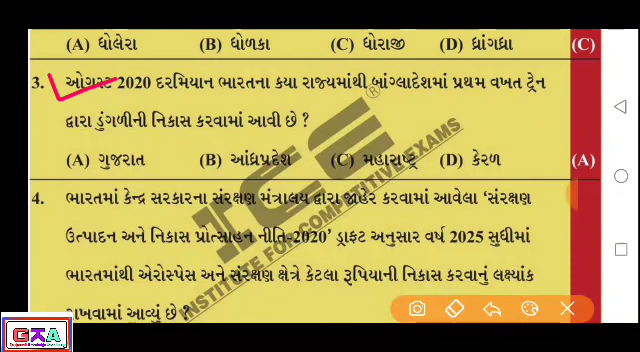 (A) ધોલેરા (B) ધોળકા (C) ધોરાજી (D) ધ્રાંગધ્રા (C)
3. ઓગસ્ટ 2020 દરમિયાન ભારતના કયા રાજ્યમાંથી બાંગ્લાદેશમાં પ્રથમ વખત ટ્રેન
દ્વારા ડુંગળીની નિકાસ કરવામાં આવી છે ?
(A) ગુજરાત (B) આંધ્રપ્રદેશ (C) મહારાષ્ટ્ર (D) કેરળ (A)
4. ભારતમાં કેન્દ્ર સરકારના સંરક્ષણ મંત્રાલય દ્વારા જાહેર કરવામાં આવેલા ‘સંરક્ષણ
ઉત્પાદન અને નિકાસ પ્રોત્સાહન નીતિ-2020’ ડ્રાફ્ટ અનુસાર વર્ષ 2025 સુધીમાં
ભારતમાંથી એરોસ્પેસ અને સંરક્ષણ ક્ષેત્રે કેટલા રૂપિયાની નિકાસ કરવાનું લક્ષ્યાંક
રાખવામાં આવ્યું છે ?
ICE ®
INSTITUTE FOR COMPETITIVE EXAMS
GKA